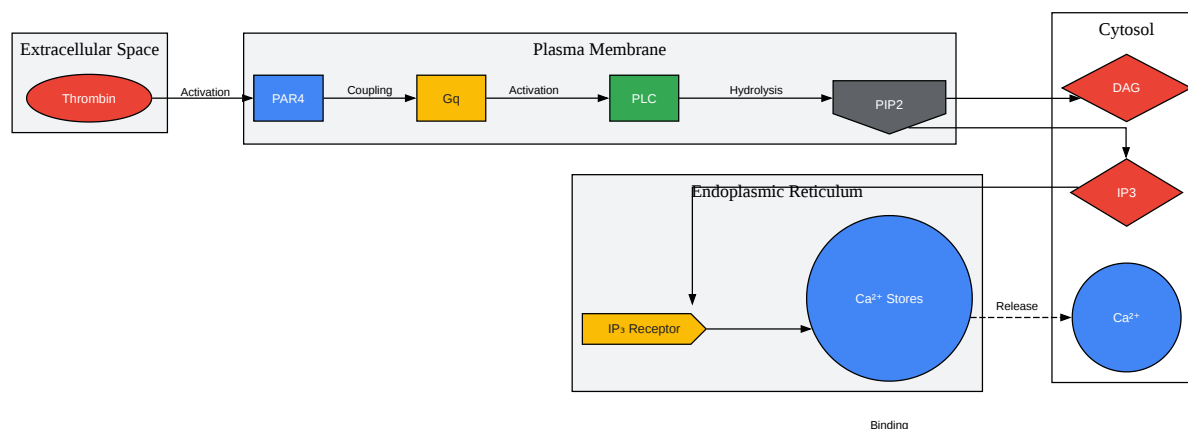 Extracellular Space
Plasma Membrane
Cytosol
Thrombin
Activation
PAR4
Coupling
Gq
Activation
PLC
Hydrolysis
PIP2
DAG
Endoplasmic Reticulum
IP3
IP₃ Receptor
Ca²⁺ Stores
Release
Ca²⁺
Binding